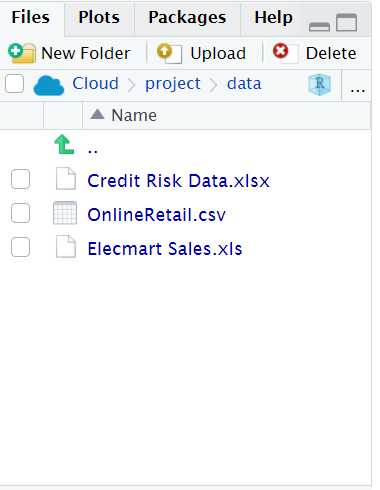 Files Plots Packages Help
New Folder Upload Delete
Cloud project data R ...
Name
..
Credit Risk Data.xlsx
OnlineRetail.csv
Elecmart Sales.xls